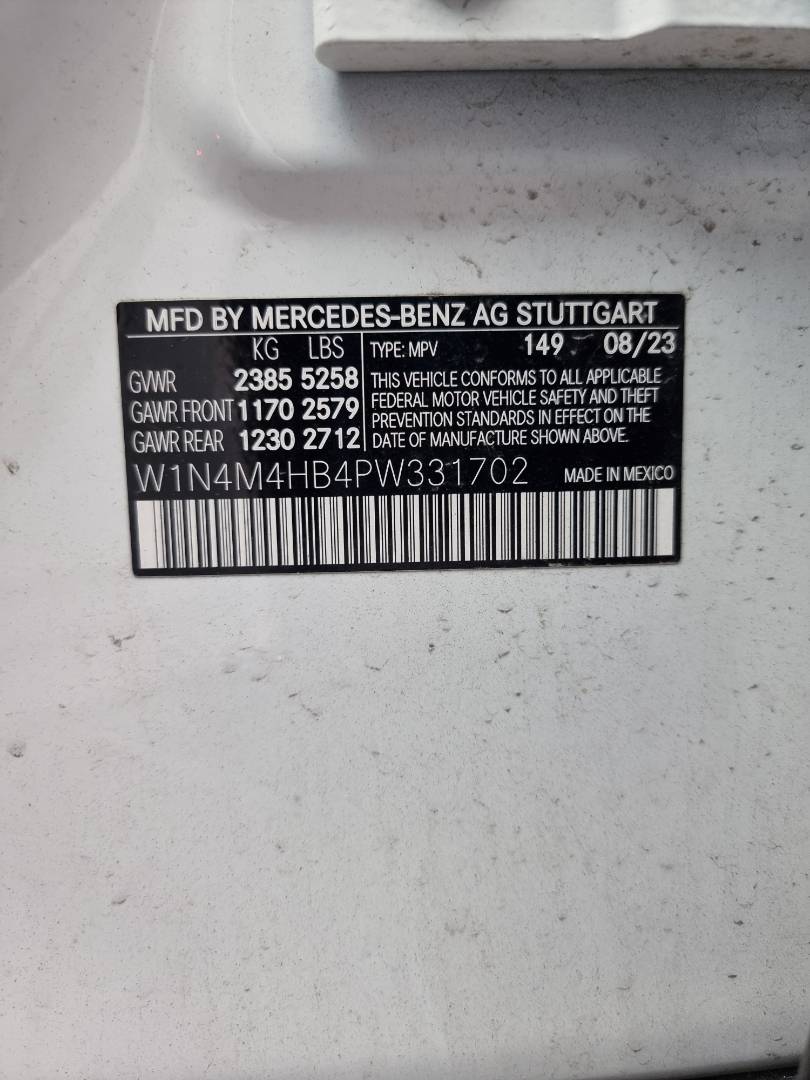 MFD BY MERCEDES-BENZ AG STUTTGART
KG LBS TYPE: MPV 149 08/23
GVWR 2385 5258
GAWR FRONT 1170 2579
GAWR REAR 1230 2712
THIS VEHICLE CONFORMS TO ALL APPLICABLE
FEDERAL MOTOR VEHICLE SAFETY AND THEFT
PREVENTION STANDARDS IN EFFECT ON THE
DATE OF MANUFACTURE SHOWN ABOVE.
W1N4M4HB4PW331702 MADE IN MEXICO